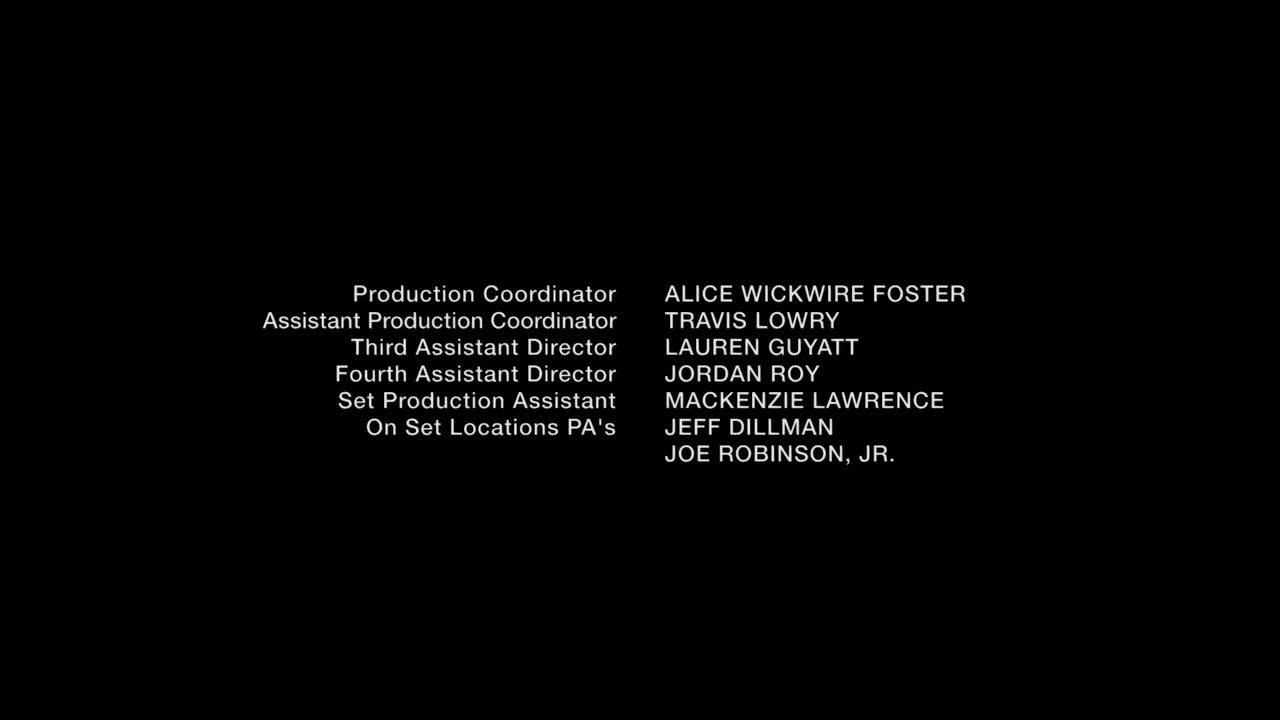 Production Coordinator ALICE WICKWIRE FOSTER
Assistant Production Coordinator TRAVIS LOWRY
Third Assistant Director LAUREN GUYATT
Fourth Assistant Director JORDAN ROY
Set Production Assistant MACKENZIE LAWRENCE
On Set Locations PA's JEFF DILLMAN
JOE ROBINSON, JR.